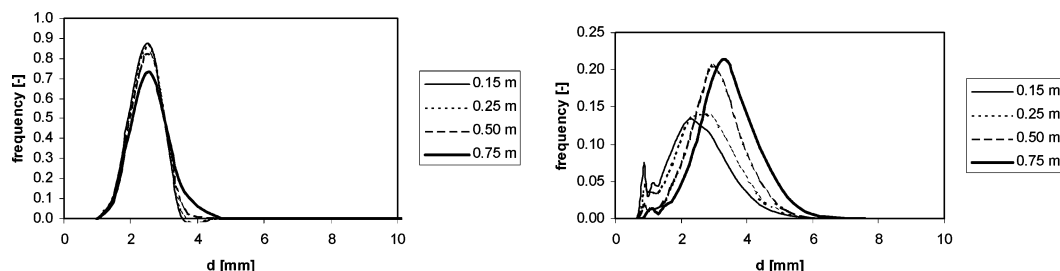 1.0
0.9
0.8
0.7
0.6
0.5
0.4
0.3
0.2
0.1
0.0
frequency [-]
0 2 4 6 8 10
d [mm]
0.15 m
0.25 m
0.50 m
0.75 m
0.25
0.20
0.15
0.10
0.05
0.00
frequency [-]
0 2 4 6 8 10
d [mm]
0.15 m
0.25 m
0.50 m
0.75 m